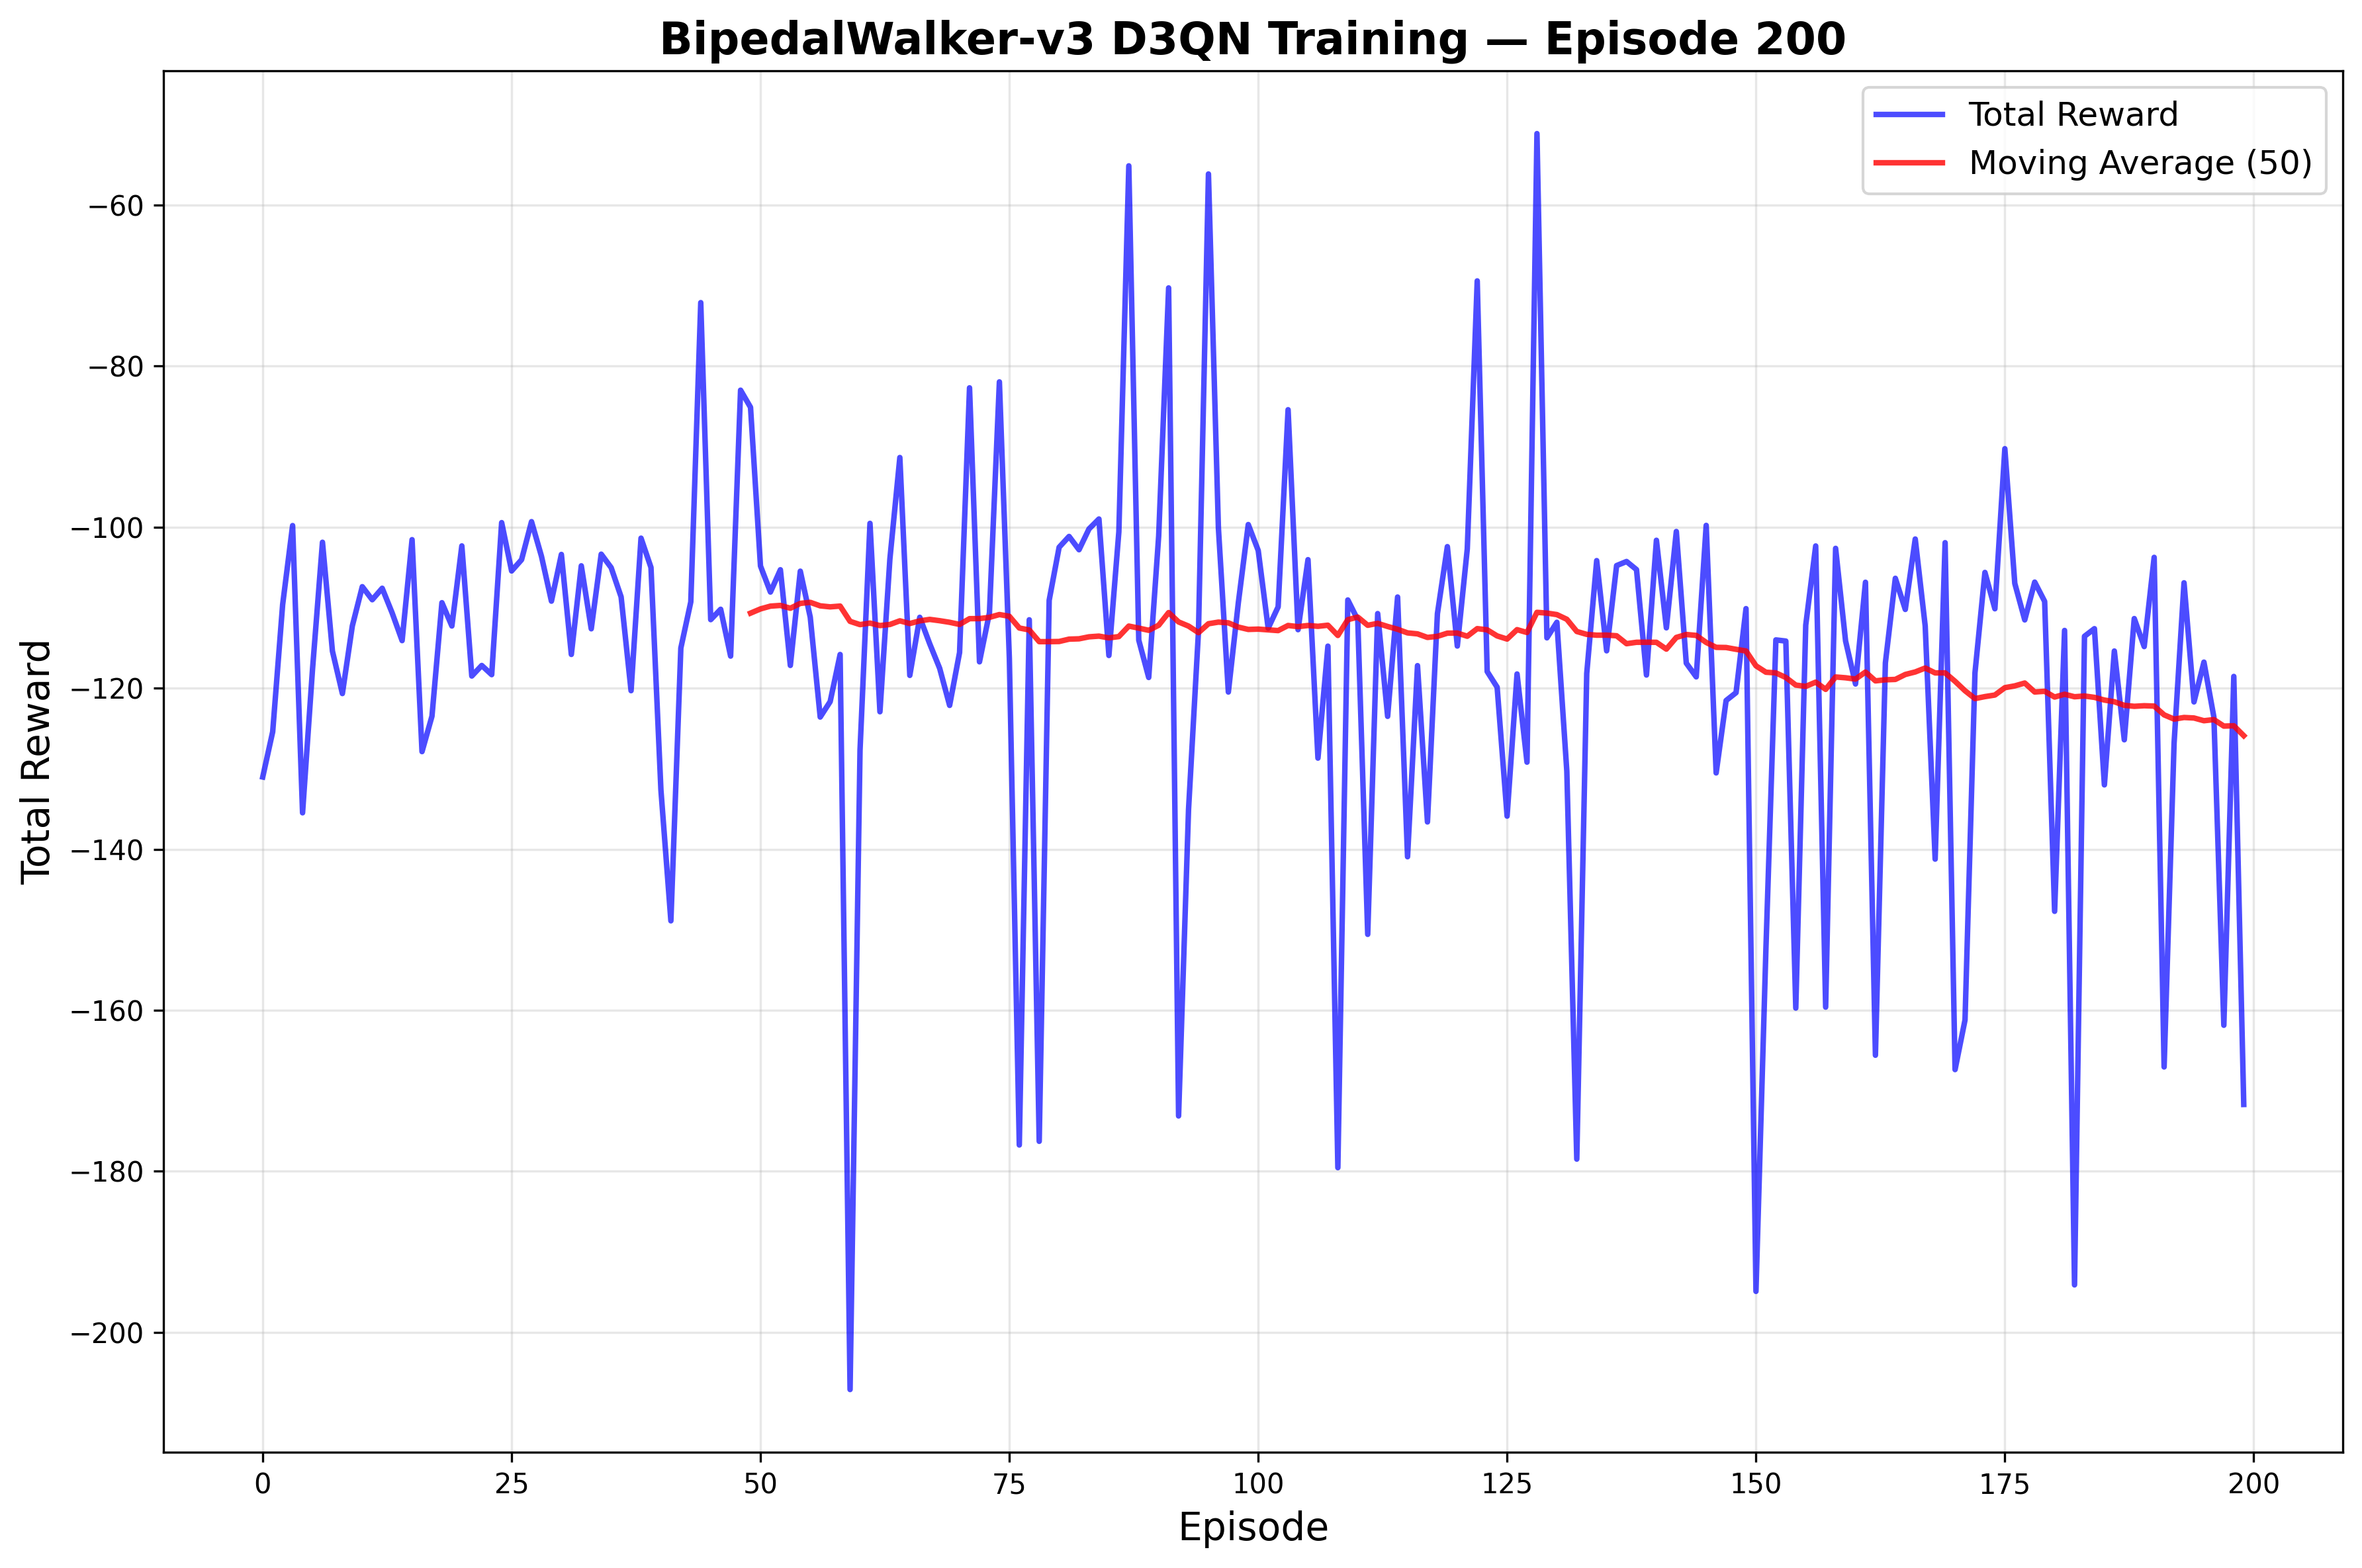 BipedalWalker-v3 D3QN Training — Episode 200
Total Reward
Moving Average (50)
Total Reward
−60
−80
−100
−120
−140
−160
−180
−200
0 25 50 75 100 125 150 175 200
Episode